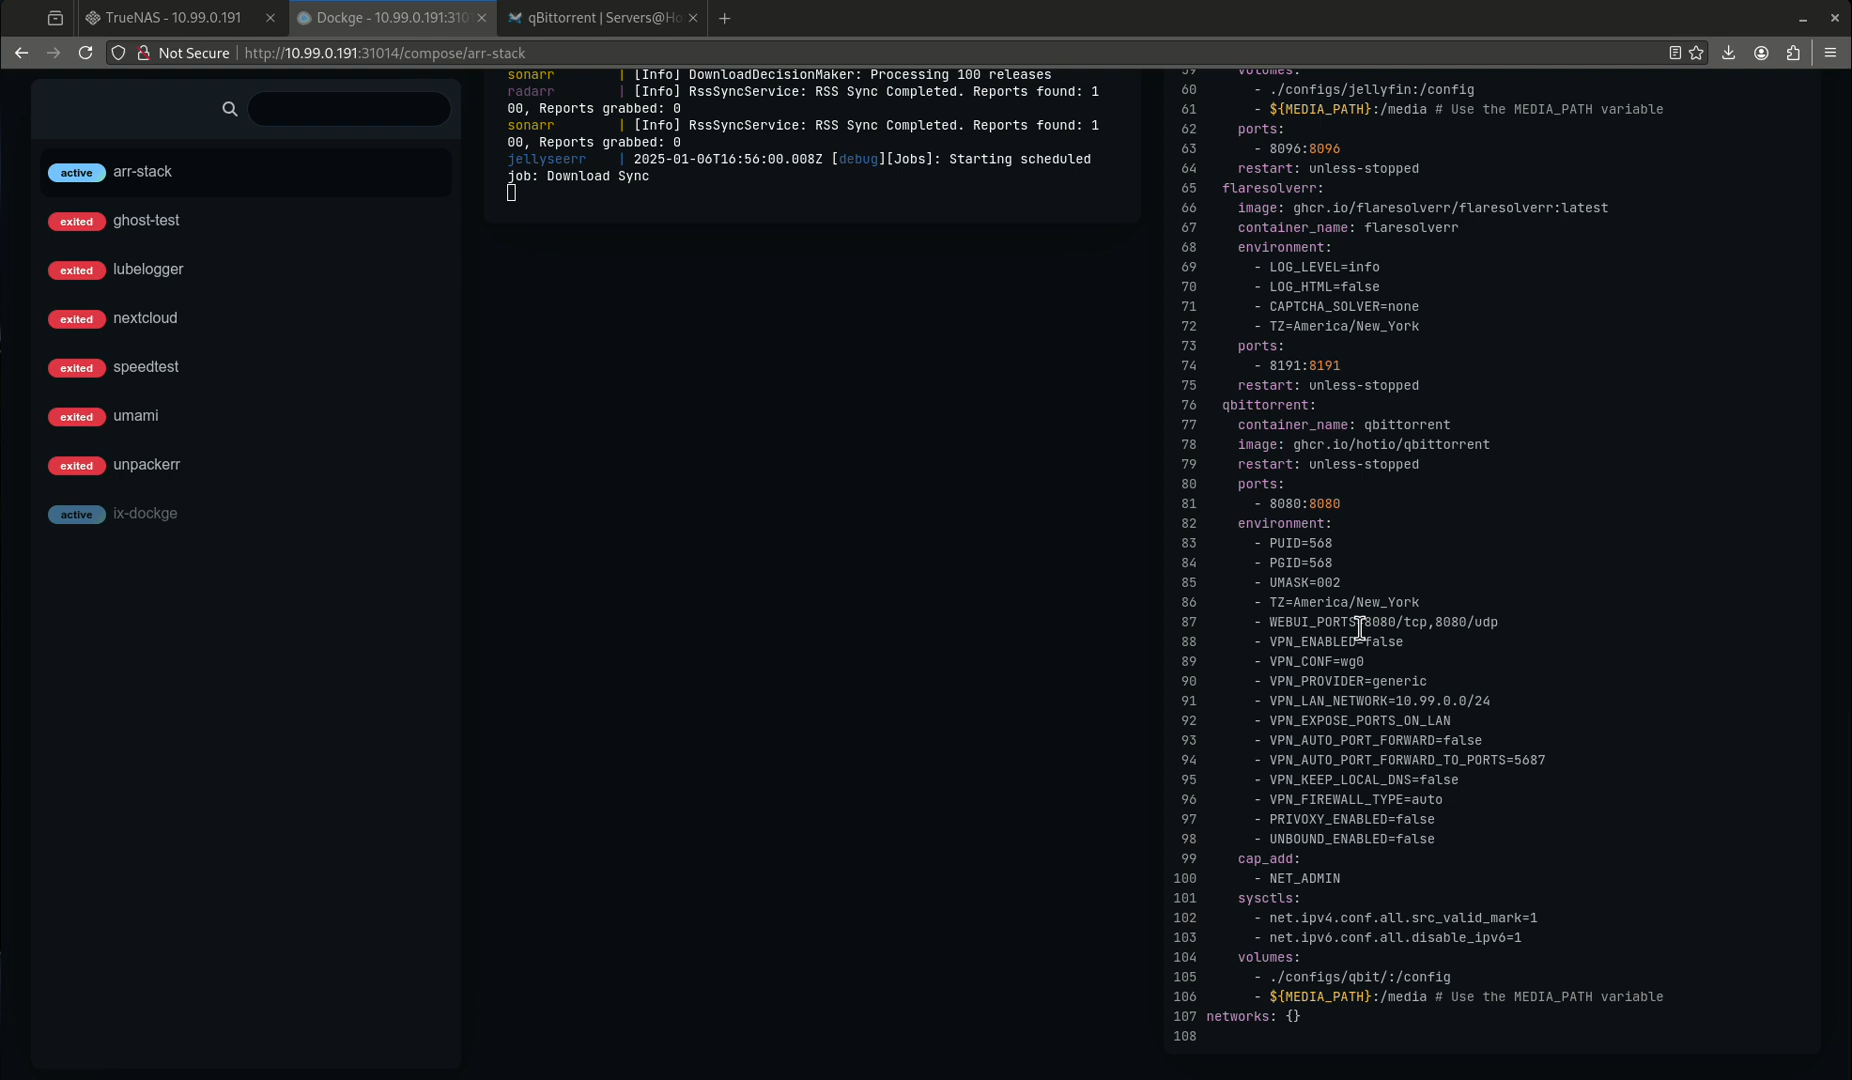 TrueNAS - 10.99.0.191
Dockge - 10.99.0.191:310
qBittorrent | Servers@Ho
Not Secure
http://10.99.0.191:31014/compose/arr-stack
active arr-stack
exited ghost-test
exited lubelogger
exited nextcloud
exited speedtest
exited umami
exited unpackerr
active ix-dockge
sonarr | [Info] DownloadDecisionMaker: Processing 100 releases
radarr | [Info] RssSyncService: RSS Sync Completed. Reports found: 1
00, Reports grabbed: 0
sonarr | [Info] RssSyncService: RSS Sync Completed. Reports found: 1
00, Reports grabbed: 0
jellyseerr | 2025-01-06T16:56:00.008Z [debug][Jobs]: Starting scheduled
job: Download Sync
59 volumes:
60 - ./configs/jellyfin:/config
61 - ${MEDIA_PATH}:/media # Use the MEDIA_PATH variable
62 ports:
63 - 8096:8096
64 restart: unless-stopped
65 flaresolverr:
66 image: ghcr.io/flaresolverr/flaresolverr:latest
67 container_name: flaresolverr
68 environment:
69 - LOG_LEVEL=info
70 - LOG_HTML=false
71 - CAPTCHA_SOLVER=none
72 - TZ=America/New_York
73 ports:
74 - 8191:8191
75 restart: unless-stopped
76 qbittorrent:
77 container_name: qbittorrent
78 image: ghcr.io/hotio/qbittorrent
79 restart: unless-stopped
80 ports:
81 - 8080:8080
82 environment:
83 - PUID=568
84 - PGID=568
85 - UMASK=002
86 - TZ=America/New_York
87 - WEBUI_PORTS=8080/tcp,8080/udp
88 - VPN_ENABLED=false
89 - VPN_CONF=wg0
90 - VPN_PROVIDER=generic
91 - VPN_LAN_NETWORK=10.99.0.0/24
92 - VPN_EXPOSE_PORTS_ON_LAN
93 - VPN_AUTO_PORT_FORWARD=false
94 - VPN_AUTO_PORT_FORWARD_TO_PORTS=5687
95 - VPN_KEEP_LOCAL_DNS=false
96 - VPN_FIREWALL_TYPE=auto
97 - PRIVOXY_ENABLED=false
98 - UNBOUND_ENABLED=false
99 cap_add:
100 - NET_ADMIN
101 sysctls:
102 - net.ipv4.conf.all.src_valid_mark=1
103 - net.ipv6.conf.all.disable_ipv6=1
104 volumes:
105 - ./configs/qbit/:/config
106 - ${MEDIA_PATH}:/media # Use the MEDIA_PATH variable
107 networks: {}
108